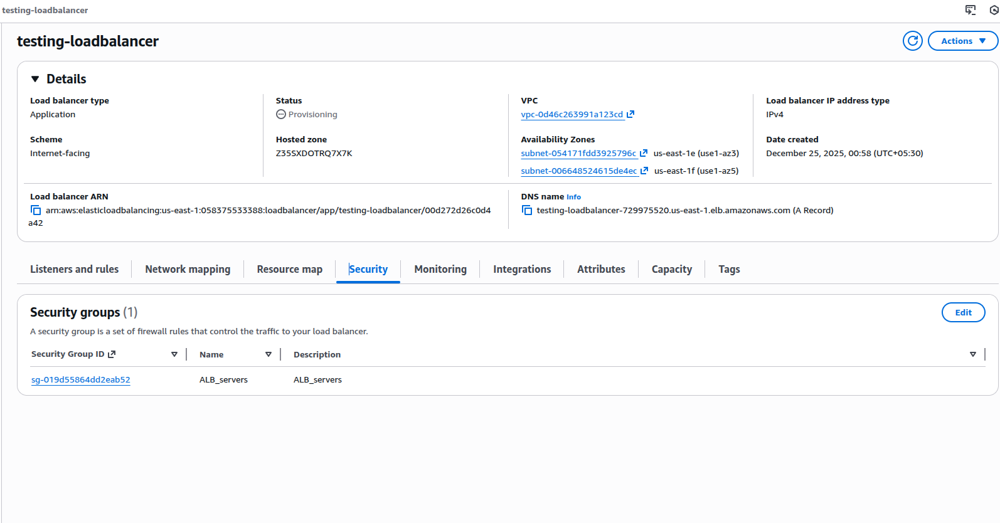 testing-loadbalancer
testing-loadbalancer
Actions
Details
Load balancer type
Application
Status
Provisioning
VPC
vpc-0d46c263991a123cd
Load balancer IP address type
IPv4
Scheme
Internet-facing
Hosted zone
Z35SXDOTRQ7X7K
Availability Zones
subnet-054171fdd3925796c us-east-1e (use1-az3)
subnet-006648524615de4ec us-east-1f (use1-az5)
Date created
December 25, 2025, 00:58 (UTC+05:30)
Load balancer ARN
arn:aws:elasticloadbalancing:us-east-1:058375533388:loadbalancer/app/testing-loadbalancer/00d272d26c0d4
a42
DNS name Info
testing-loadbalancer-729975520.us-east-1.elb.amazonaws.com (A Record)
Listeners and rules Network mapping Resource map Security Monitoring Integrations Attributes Capacity Tags
Security groups (1)
Edit
A security group is a set of firewall rules that control the traffic to your load balancer.
Security Group ID Name Description
sg-019d55864dd2eab52 ALB_servers ALB_servers